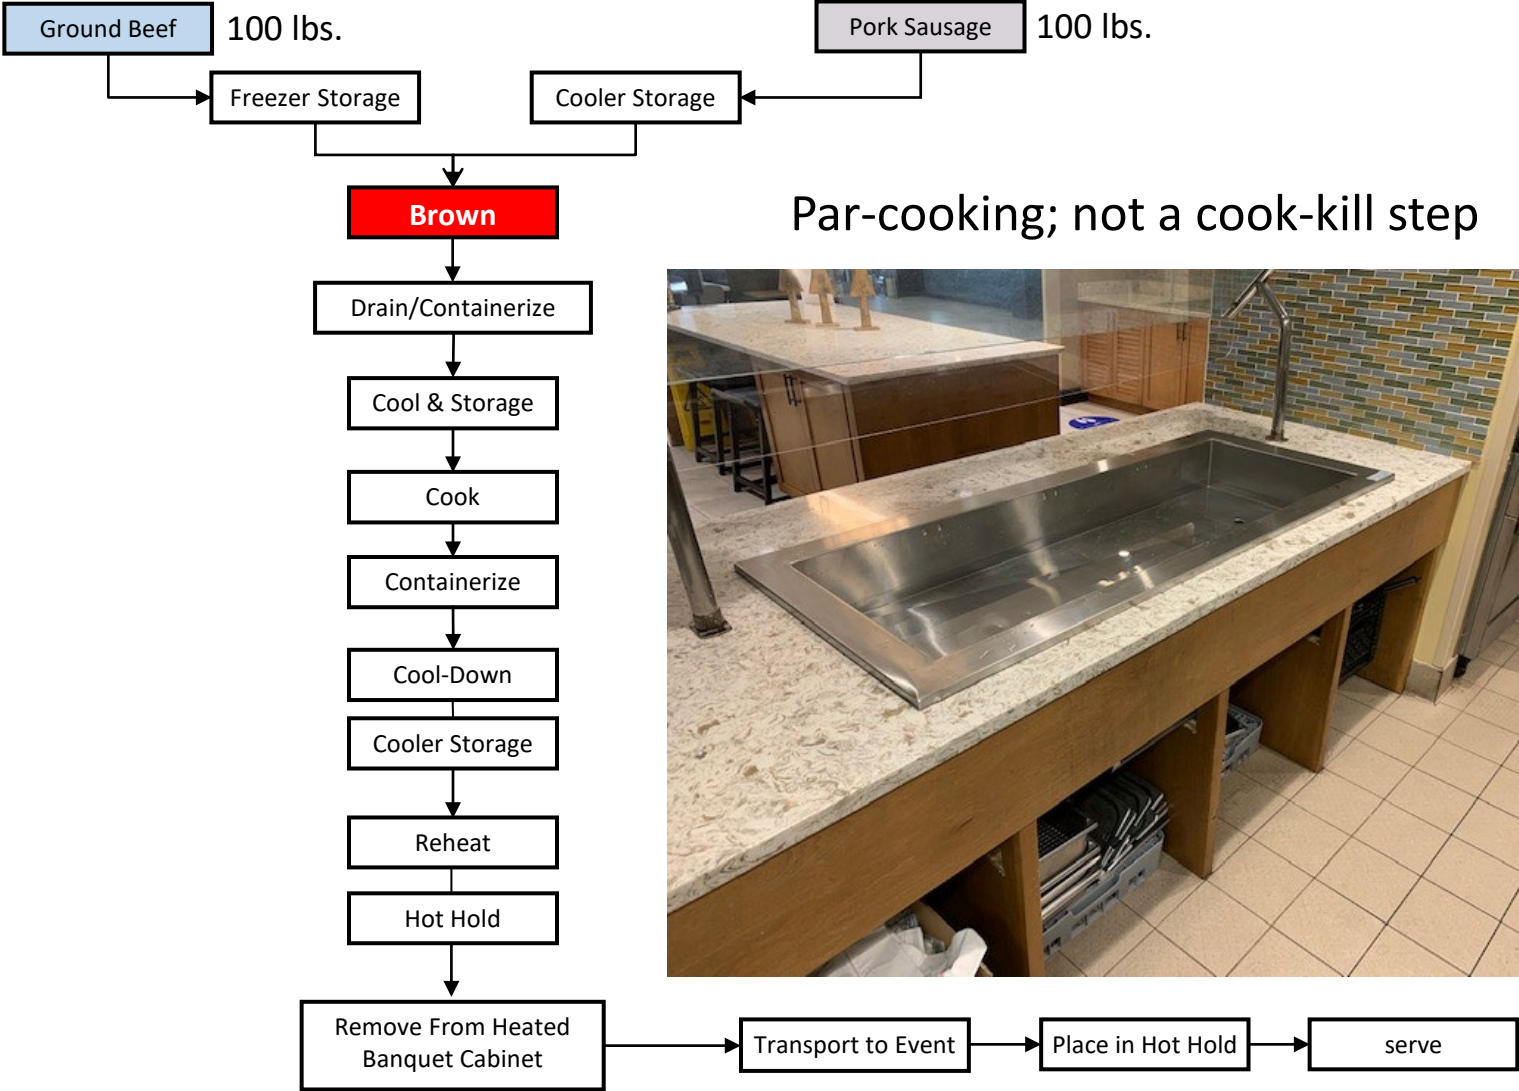 Ground Beef
100 lbs.
Pork Sausage
100 lbs.
Freezer Storage
Cooler Storage
Brown
Par-cooking; not a cook-kill step
Drain/Containerize
Cool & Storage
Cook
Containerize
Cool-Down
Cooler Storage
Reheat
Hot Hold
Remove From Heated
Banquet Cabinet
Transport to Event
Place in Hot Hold
serve